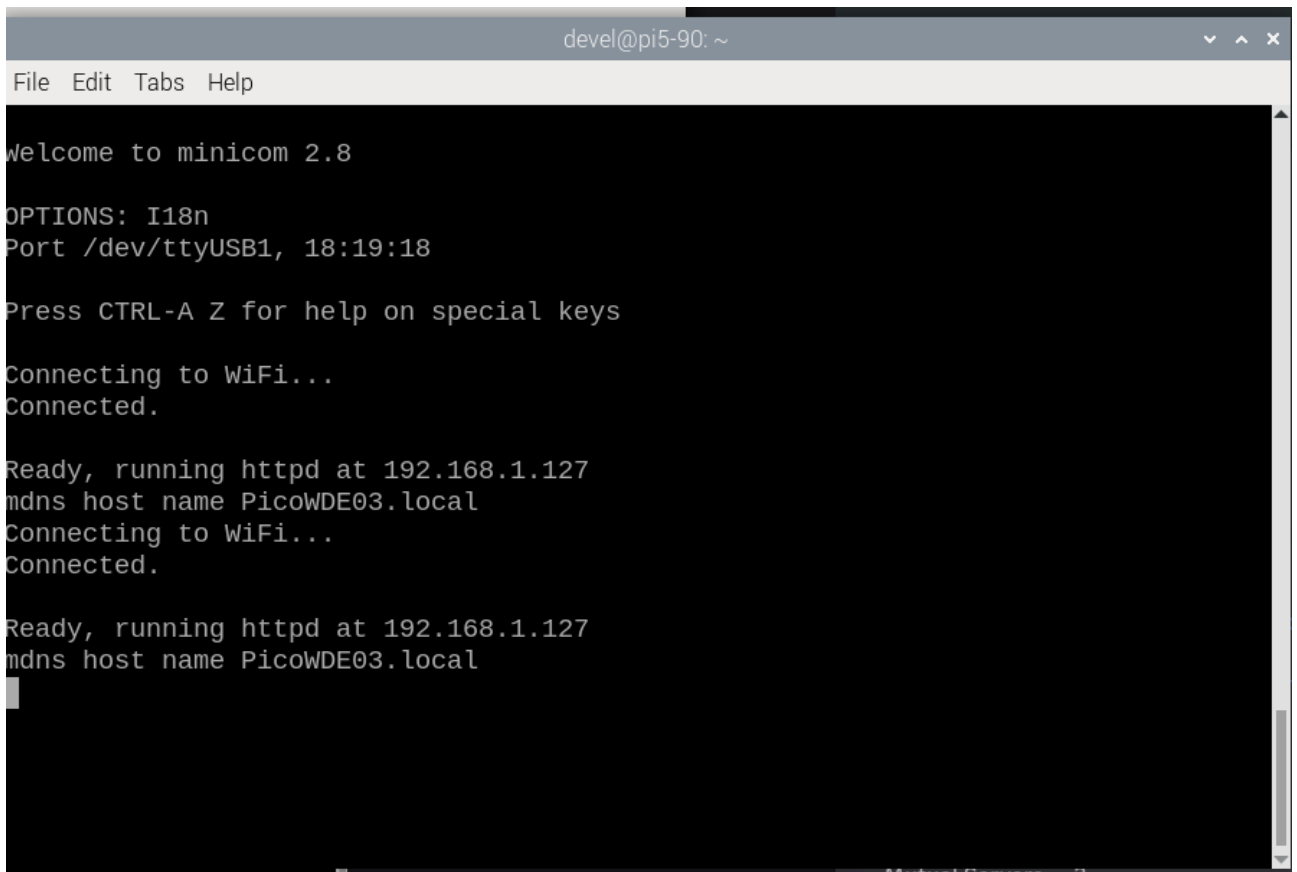 devel@pi5-90: ~
File Edit Tabs Help
Welcome to minicom 2.8
OPTIONS: I18n
Port /dev/ttyUSB1, 18:19:18
Press CTRL-A Z for help on special keys
Connecting to WiFi...
Connected.
Ready, running httpd at 192.168.1.127
mdns host name PicoWDE03.local
Connecting to WiFi...
Connected.
Ready, running httpd at 192.168.1.127
mdns host name PicoWDE03.local